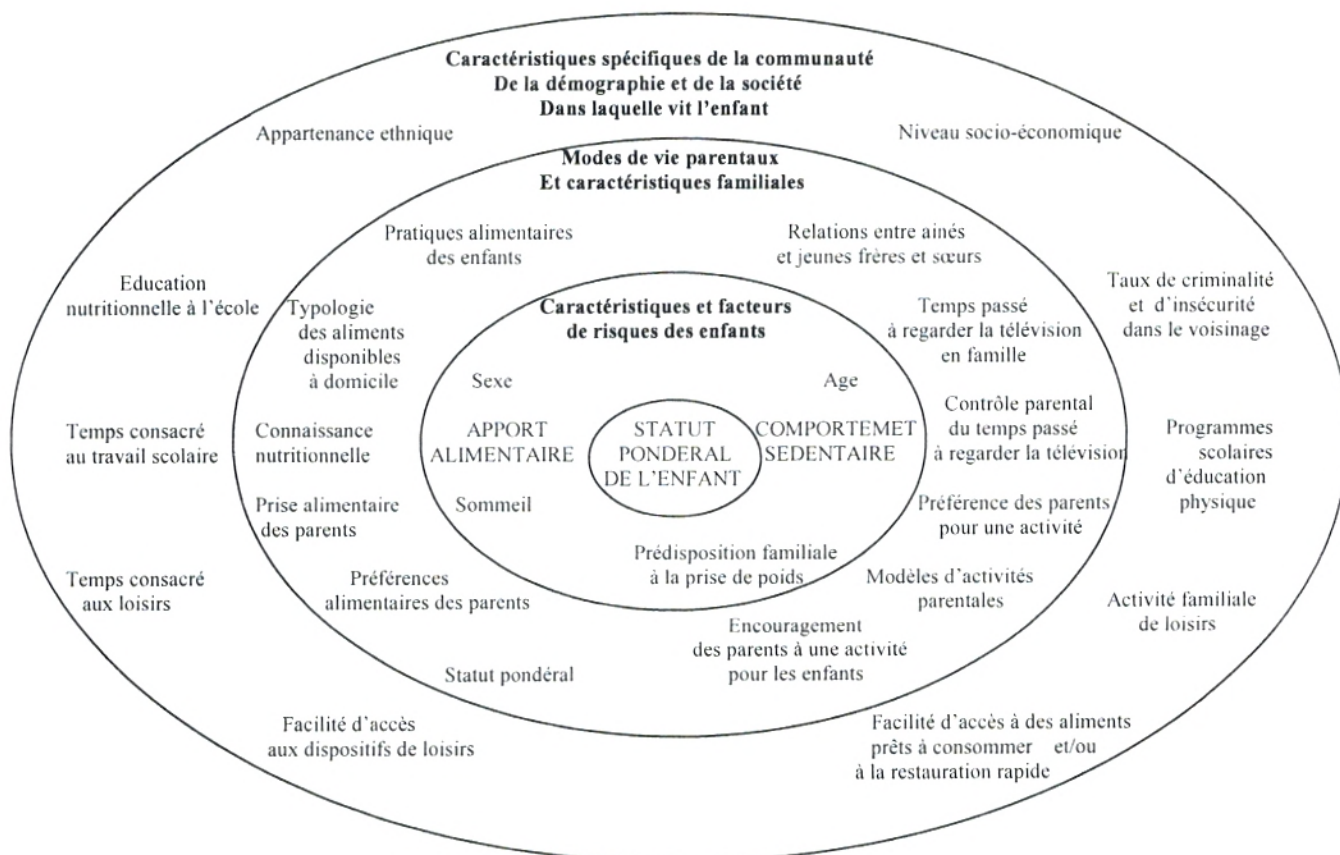 Caractéristiques spécifiques de la communauté
De la démographie et de la société
Dans laquelle vit l'enfant
Appartenance ethnique
Niveau socio-économique
Modes de vie parentaux
Et caractéristiques familiales
Pratiques alimentaires
des enfants
Relations entre ainés
et jeunes frères et sœurs
Education
nutritionnelle à l'école
Typologie
des aliments
disponibles
à domicile
Caractéristiques et facteurs
de risques des enfants
Temps passé
à regarder la télévision
en famille
Taux de criminalité
et d'insécurité
dans le voisinage
Sexe
Age
Temps consacré
au travail scolaire
Connaissance
nutritionnelle
APPORT
ALIMENTAIRE
STATUT
PONDERAL
DE L'ENFANT
COMPORTEMET
SEDENTAIRE
Contrôle parental
du temps passé
à regarder la télévision
Programmes
scolaires
d'éducation
physique
Prise alimentaire
des parents
Sommeil
Préférence des parents
pour une activité
Prédisposition familiale
à la prise de poids
Temps consacré
aux loisirs
Préférences
alimentaires des parents
Modèles d'activités
parentales
Activité familiale
de loisirs
Statut pondéral
Encouragement
des parents à une activité
pour les enfants
Facilité d'accès
aux dispositifs de loisirs
Facilité d'accès à des aliments
prêts à consommer et/ou
à la restauration rapide